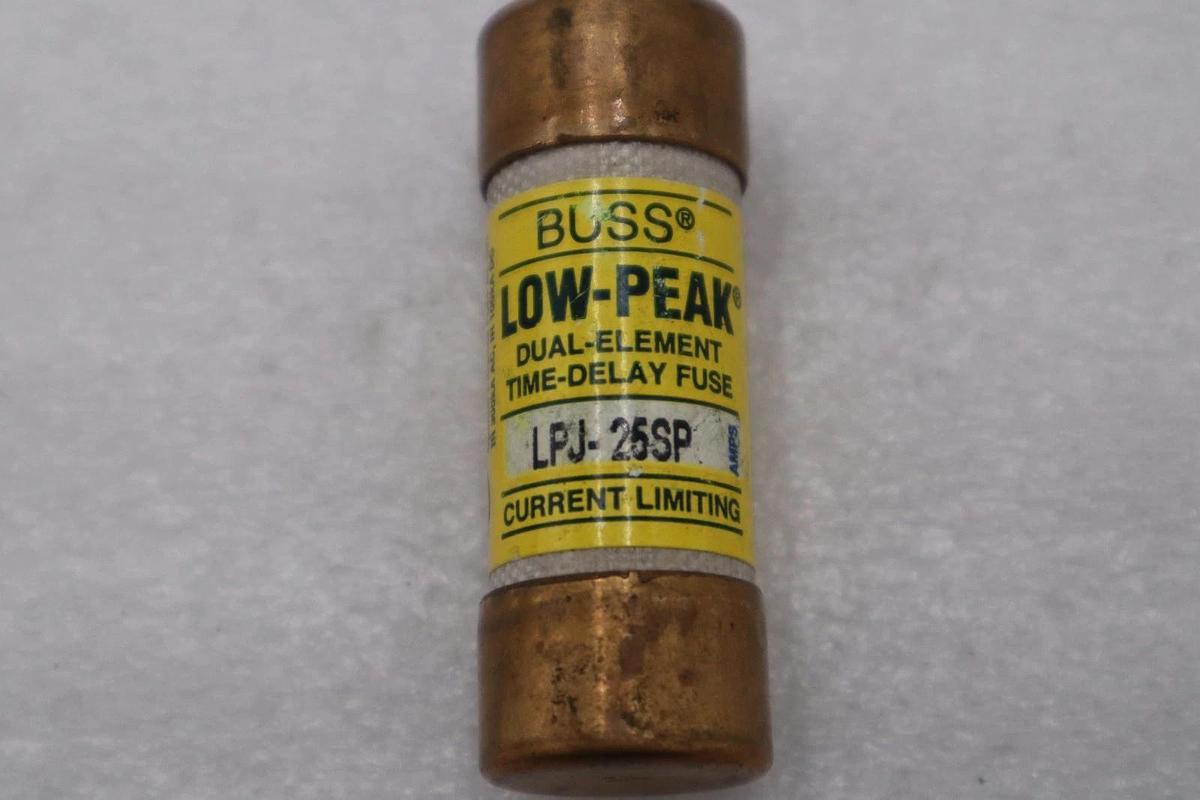 BUSS®
LOW-PEAK®
DUAL-ELEMENT
TIME-DELAY FUSE
LPJ-25SP
AMPS
CURRENT LIMITING